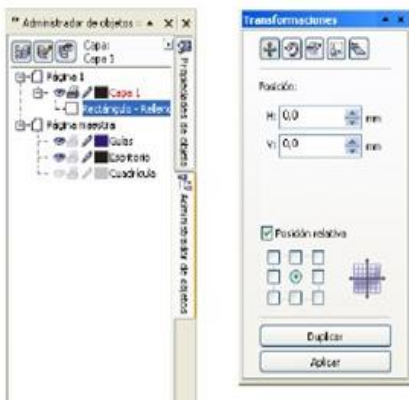 Administrador de objetos
Capa:
Capa 1
Página 1
Capa 1
Rectángulo - Relleno
Página maestra
Guías
Escritorio
Cuadrícula
Propiedades de objeto
Administrador de objetos
Transformaciones
Posición:
H: 0,0 mm
V: 0,0 mm
Posición relativa
Duplicar
Aplicar